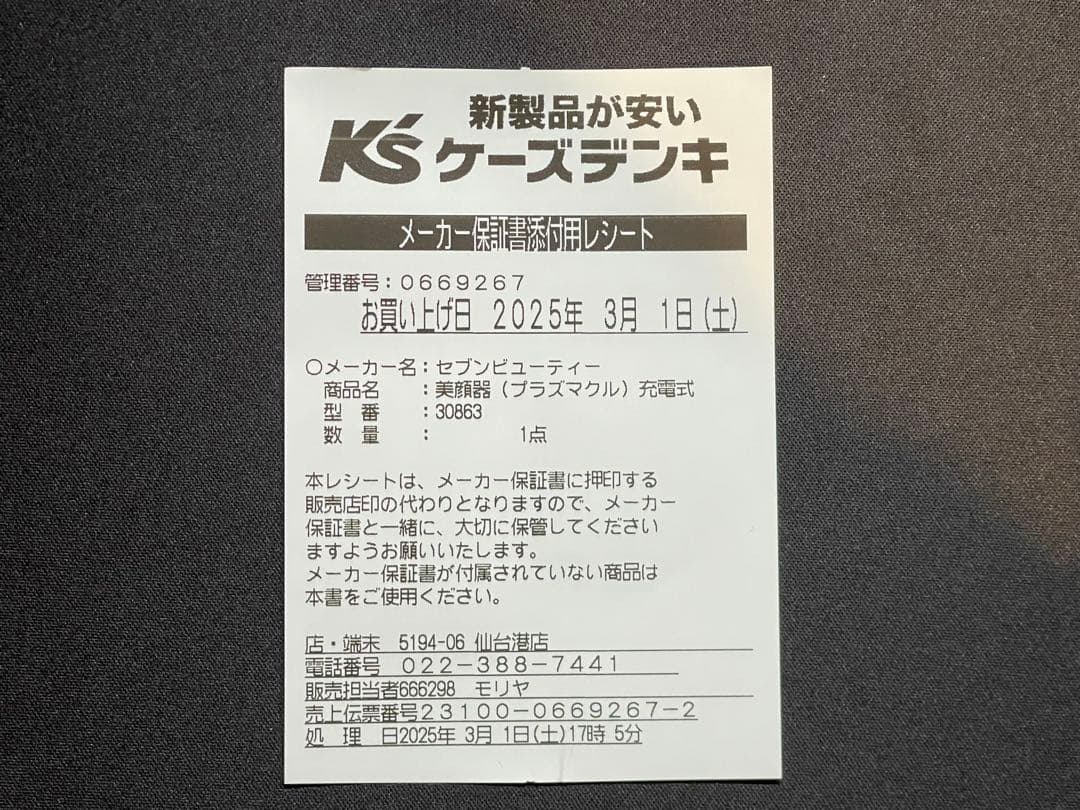 新製品が安い
K's ケーズデンキ
メーカー保証書添付用レシート
管理番号：０６６９２６７
お買い上げ日　２０２５年　３月　１日（土）
〇メーカー名：セブンビューティー
商品名　：美顔器（プラズマクル）充電式
型　番　：30863
数　量　：　　　　1点
本レシートは、メーカー保証書に押印する
販売店印の代わりとなりますので、メーカー
保証書と一緒に、大切に保管してください
ますようお願いいたします。
メーカー保証書が付属されていない商品は
本書をご使用ください。
店・端末　5194-06 仙台港店
電話番号　０２２－３８８－７４４１
販売担当者666298　モリヤ
売上伝票番号２３１００－０６６９２６７－２
処　理　日2025年 3月 1日(土)17時 5分